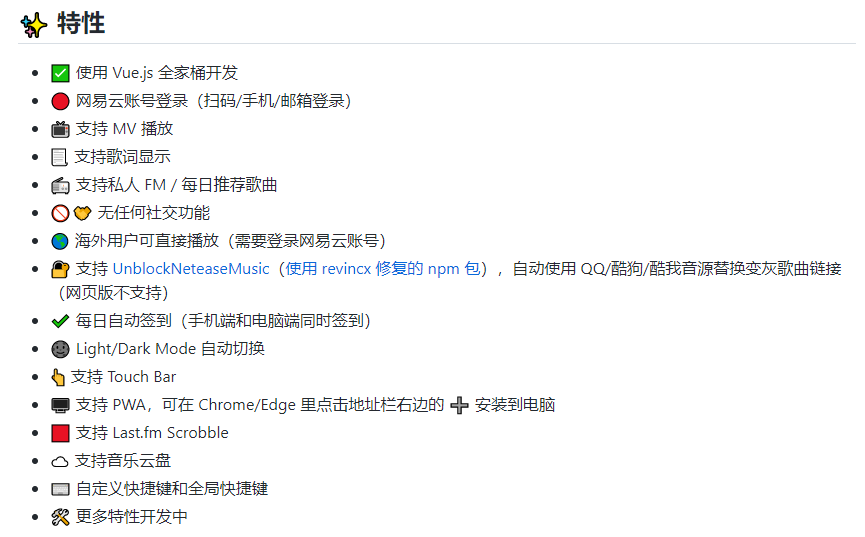 ✨ 特性
✅ 使用 Vue.js 全家桶开发
🔴 网易云账号登录（扫码/手机/邮箱登录）
📺 支持 MV 播放
📃 支持歌词显示
📻 支持私人 FM / 每日推荐歌曲
🚫🤝 无任何社交功能
🌎️ 海外用户可直接播放（需要登录网易云账号）
🔐 支持 UnblockNeteaseMusic（使用 revincx 修复的 npm 包），自动使用 QQ/酷狗/酷我音源替换变灰歌曲链接
（网页版不支持）
✔️ 每日自动签到（手机端和电脑端同时签到）
🌚 Light/Dark Mode 自动切换
👆 支持 Touch Bar
🖥️ 支持 PWA，可在 Chrome/Edge 里点击地址栏右边的 ➕ 安装到电脑
🟥 支持 Last.fm Scrobble
☁️ 支持音乐云盘
⌨️ 自定义快捷键和全局快捷键
🛠 更多特性开发中